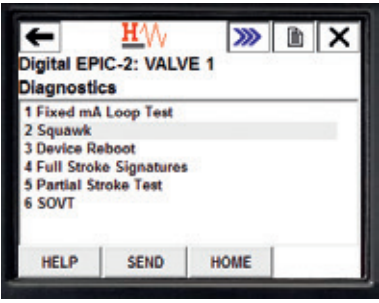 H
Digital EPIC-2: VALVE 1
Diagnostics
1 Fixed mA Loop Test
2 Squawk
3 Device Reboot
4 Full Stroke Signatures
5 Partial Stroke Test
6 SOVT
HELP SEND HOME